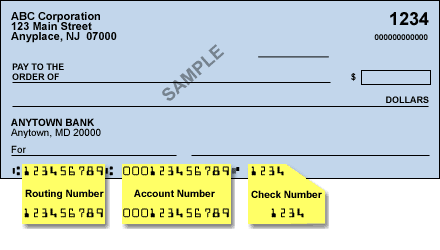 ABC Corporation
123 Main Street
Anyplace, NJ 07000
1234
000000000000
SAMPLE
PAY TO THE
ORDER OF
$
DOLLARS
ANYTOWN BANK
Anytown, MD 20000
For
⑆123456789⑆ 000123456789⑈ 1234
Routing Number Account Number Check Number
123456789 000123456789 1234